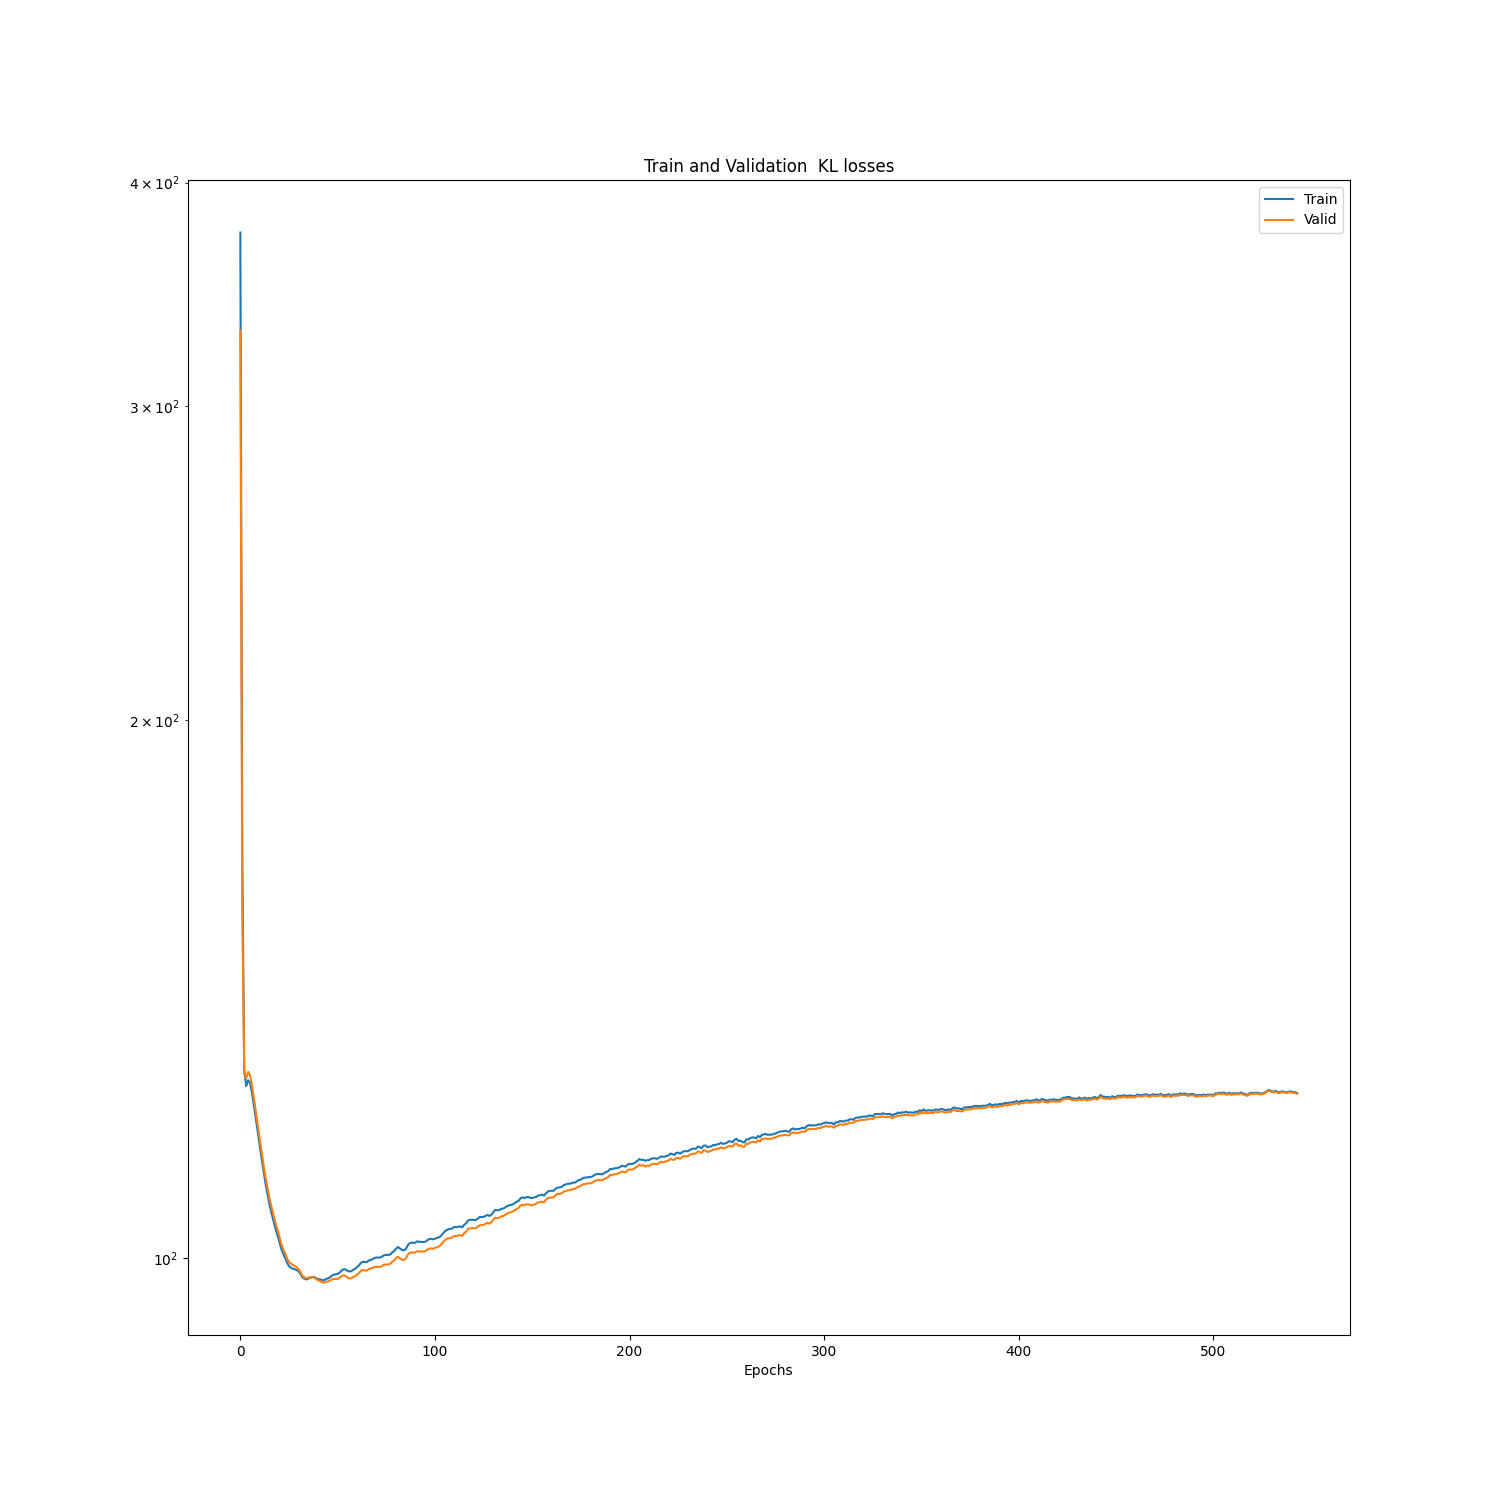 Train and Validation  KL losses
4 × 10²
3 × 10²
2 × 10²
10²
Train
Valid
0 100 200 300 400 500
Epochs